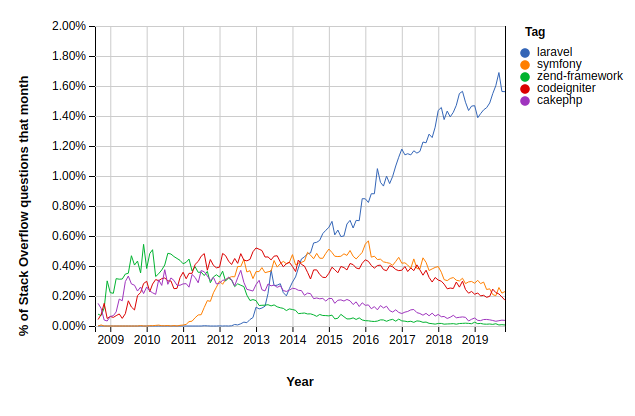 2.00%
1.80%
1.60%
1.40%
1.20%
1.00%
0.80%
0.60%
0.40%
0.20%
0.00%
% of Stack Overflow questions that month
2009 2010 2011 2012 2013 2014 2015 2016 2017 2018 2019
Year
Tag
laravel
symfony
zend-framework
codeigniter
cakephp